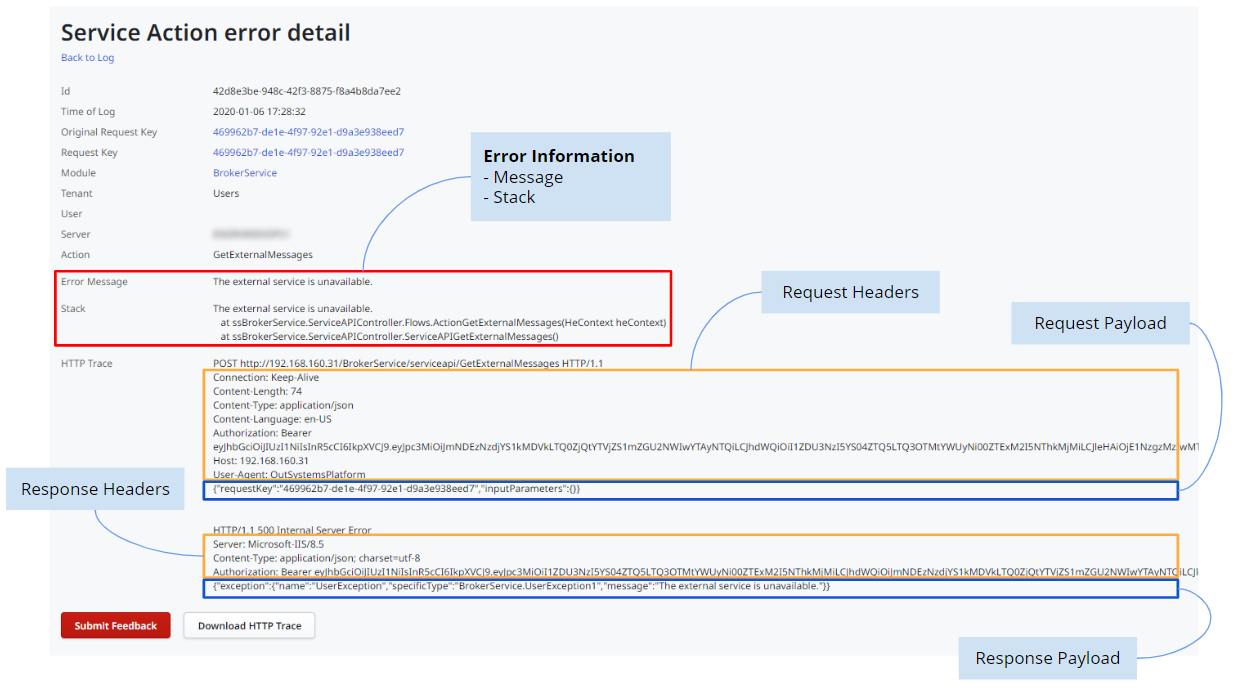 Service Action error detail
Back to Log
Id 42d8e3be-948c-42f3-8875-f8a4b8da7ee2
Time of Log 2020-01-06 17:28:32
Original Request Key 469962b7-de1e-4f97-92e1-d9a3e938eed7
Request Key 469962b7-de1e-4f97-92e1-d9a3e938eed7
Module BrokerService
Tenant Users
User
Server
Action GetExternalMessages
Error Information
- Message
- Stack
Error Message The external service is unavailable.
Stack The external service is unavailable.
at ssBrokerService.ServiceAPIController.Flows.ActionGetExternalMessages(HeContext heContext)
at ssBrokerService.ServiceAPIController.ServiceAPIGetExternalMessages()
Request Headers
Request Payload
HTTP Trace POST http://192.168.160.31/BrokerService/serviceapi/GetExternalMessages HTTP/1.1
Connection: Keep-Alive
Content-Length: 74
Content-Type: application/json
Content-Language: en-US
Authorization: Bearer
Host: 192.168.160.31
User-Agent: OutSystemsPlatform
{"requestKey":"469962b7-de1e-4f97-92e1-d9a3e938eed7","inputParameters":{}}
Response Headers
HTTP/1.1 500 Internal Server Error
Server: Microsoft-IIS/8.5
Content-Type: application/json; charset=utf-8
Authorization: Bearer
{"exception":{"name":"UserException","specificType":"BrokerService.UserException1","message":"The external service is unavailable."}}
Submit Feedback Download HTTP Trace
Response Payload